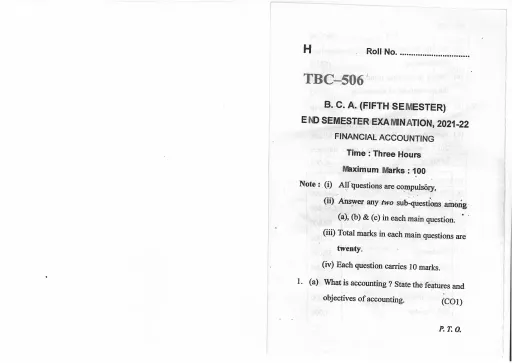 H Roll No. ..............................
TBC–506
B. C. A. (FIFTH SEMESTER)
END SEMESTER EXAMINATION, 2021-22
FINANCIAL ACCOUNTING
Time : Three Hours
Maximum Marks : 100
Note : (i) All questions are compulsory.
(ii) Answer any two sub-questions among
(a), (b) & (c) in each main question.
(iii) Total marks in each main question are
twenty.
(iv) Each question carries 10 marks.
1. (a) What is accounting ? State the features and
objectives of accounting. (CO1)
P. T. O.